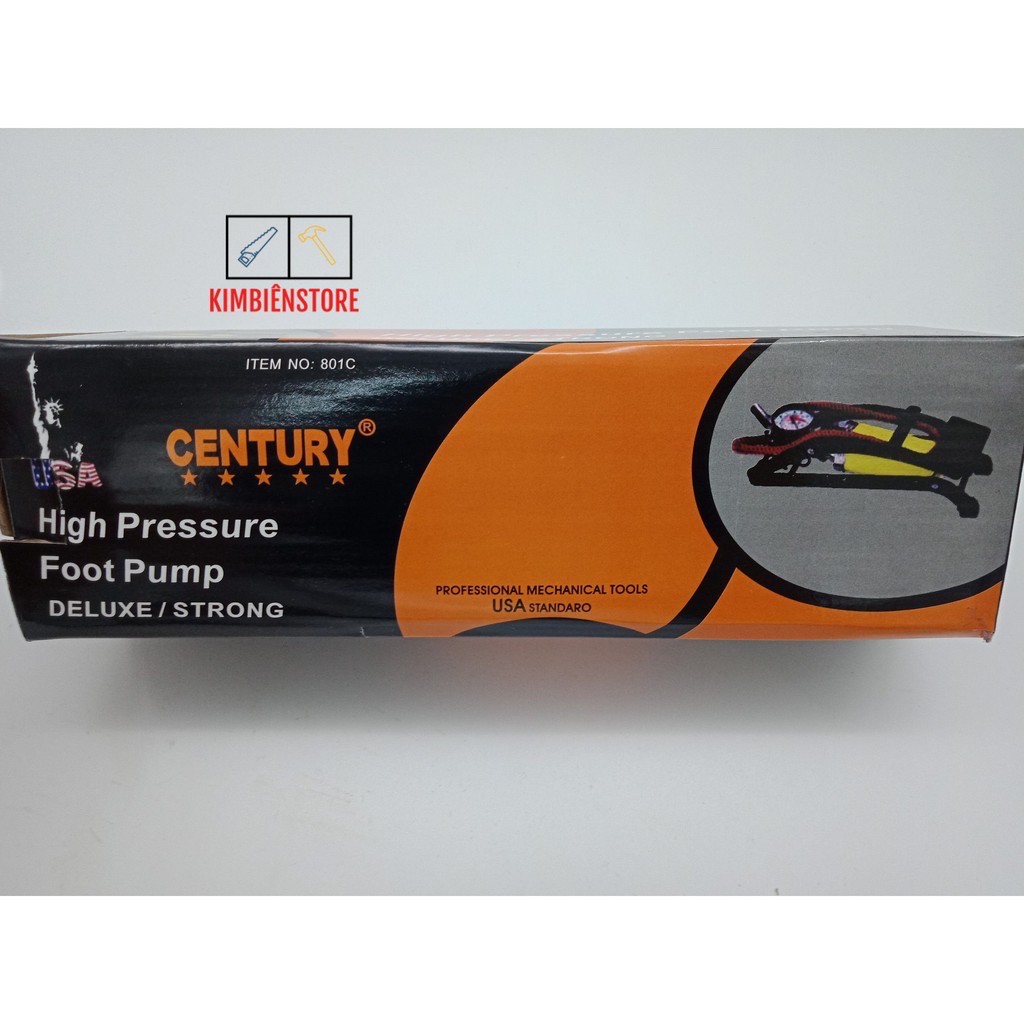 KIMBIÊNSTORE
ITEM NO: 801C
CENTURY®
USA
High Pressure
Foot Pump
DELUXE / STRONG
PROFESSIONAL MECHANICAL TOOLS
USA STANDARO